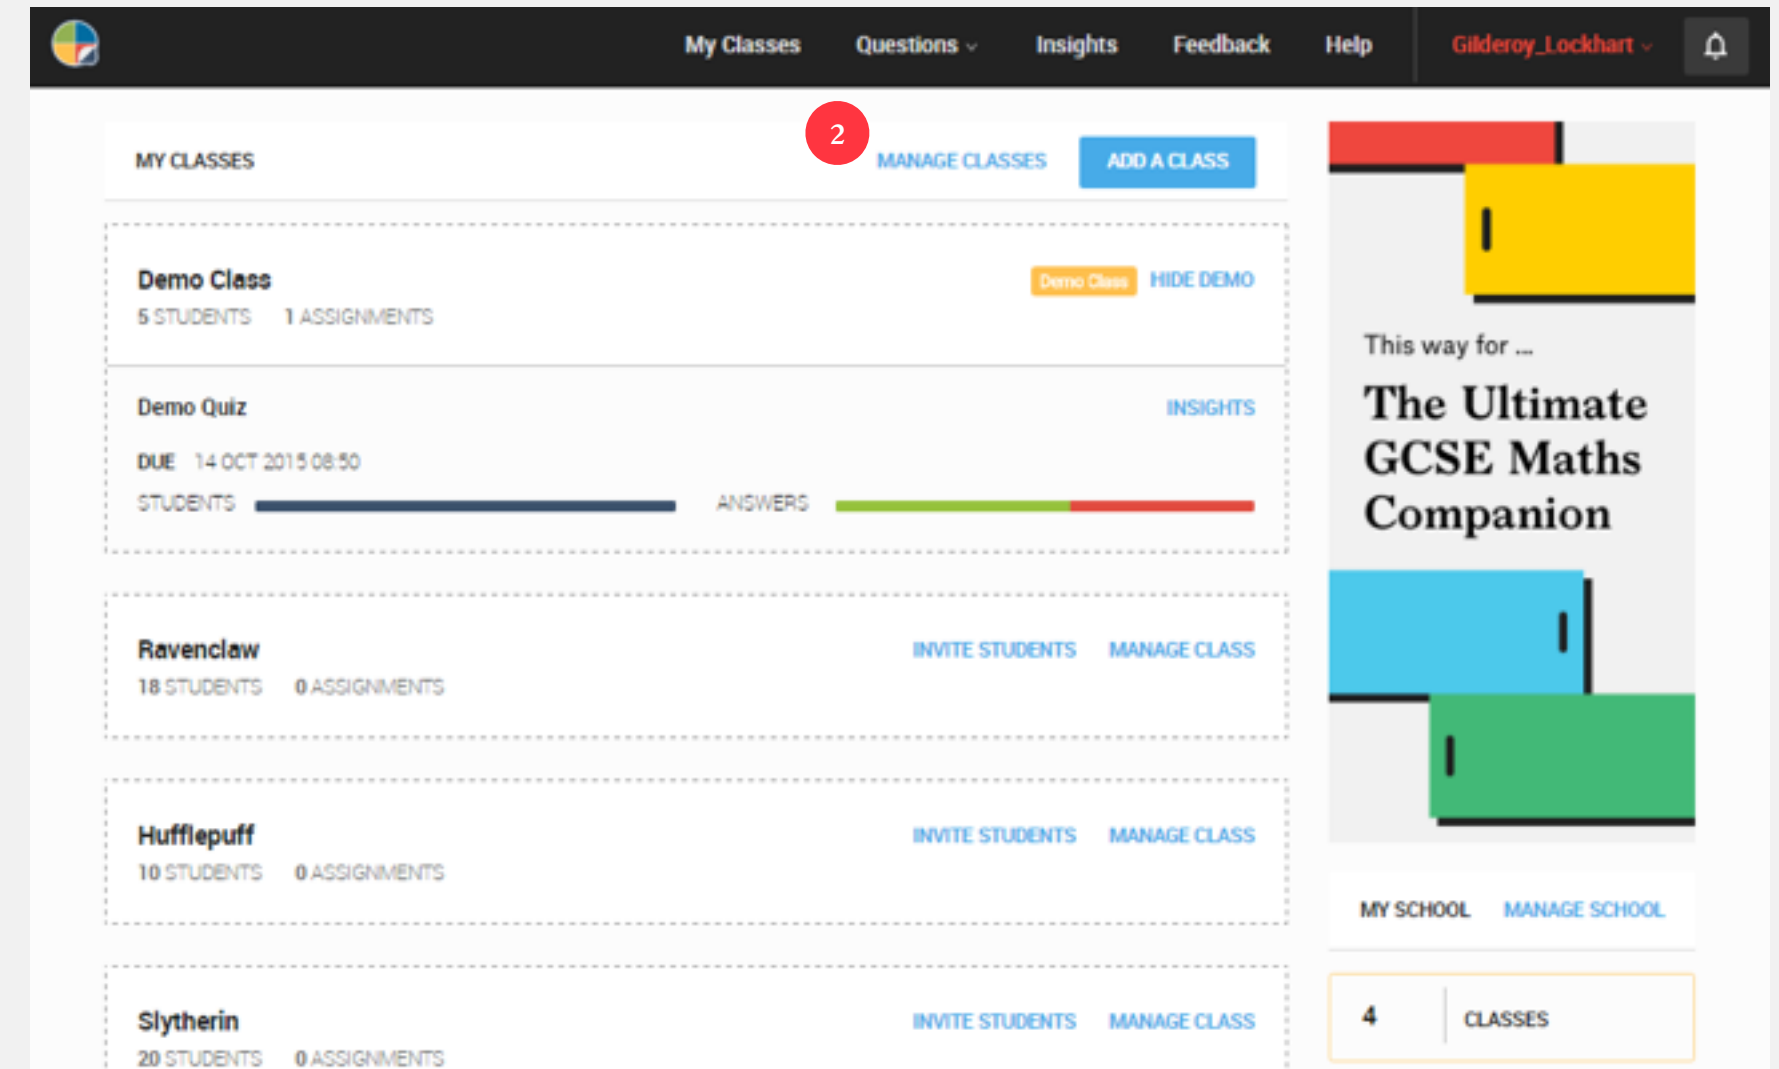 My Classes Questions Insights Feedback Help Gilderoy_Lockhart
2
MY CLASSES MANAGE CLASSES ADD A CLASS
Demo Class Demo Class HIDE DEMO
5 STUDENTS 1 ASSIGNMENTS
Demo Quiz INSIGHTS
DUE 14 OCT 2015 08:50
STUDENTS ANSWERS
Ravenclaw INVITE STUDENTS MANAGE CLASS
18 STUDENTS 0 ASSIGNMENTS
Hufflepuff INVITE STUDENTS MANAGE CLASS
10 STUDENTS 0 ASSIGNMENTS
Slytherin INVITE STUDENTS MANAGE CLASS
20 STUDENTS 0 ASSIGNMENTS
This way for ...
The Ultimate
GCSE Maths
Companion
MY SCHOOL MANAGE SCHOOL
4 CLASSES